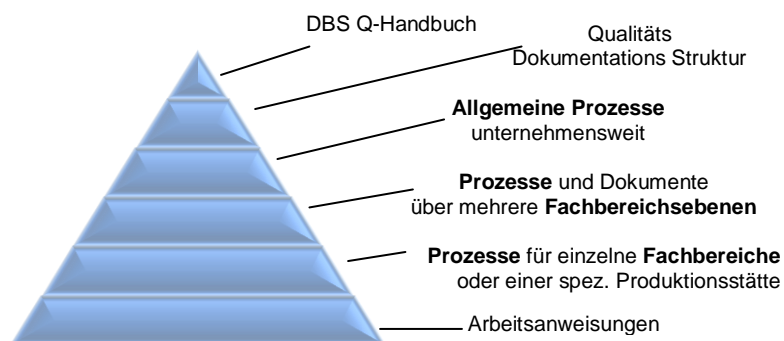 DBS Q-Handbuch
Qualitäts
Dokumentations Struktur
Allgemeine Prozesse
unternehmensweit
Prozesse und Dokumente
über mehrere Fachbereichsebenen
Prozesse für einzelne Fachbereiche
oder einer spez. Produktionsstätte
Arbeitsanweisungen